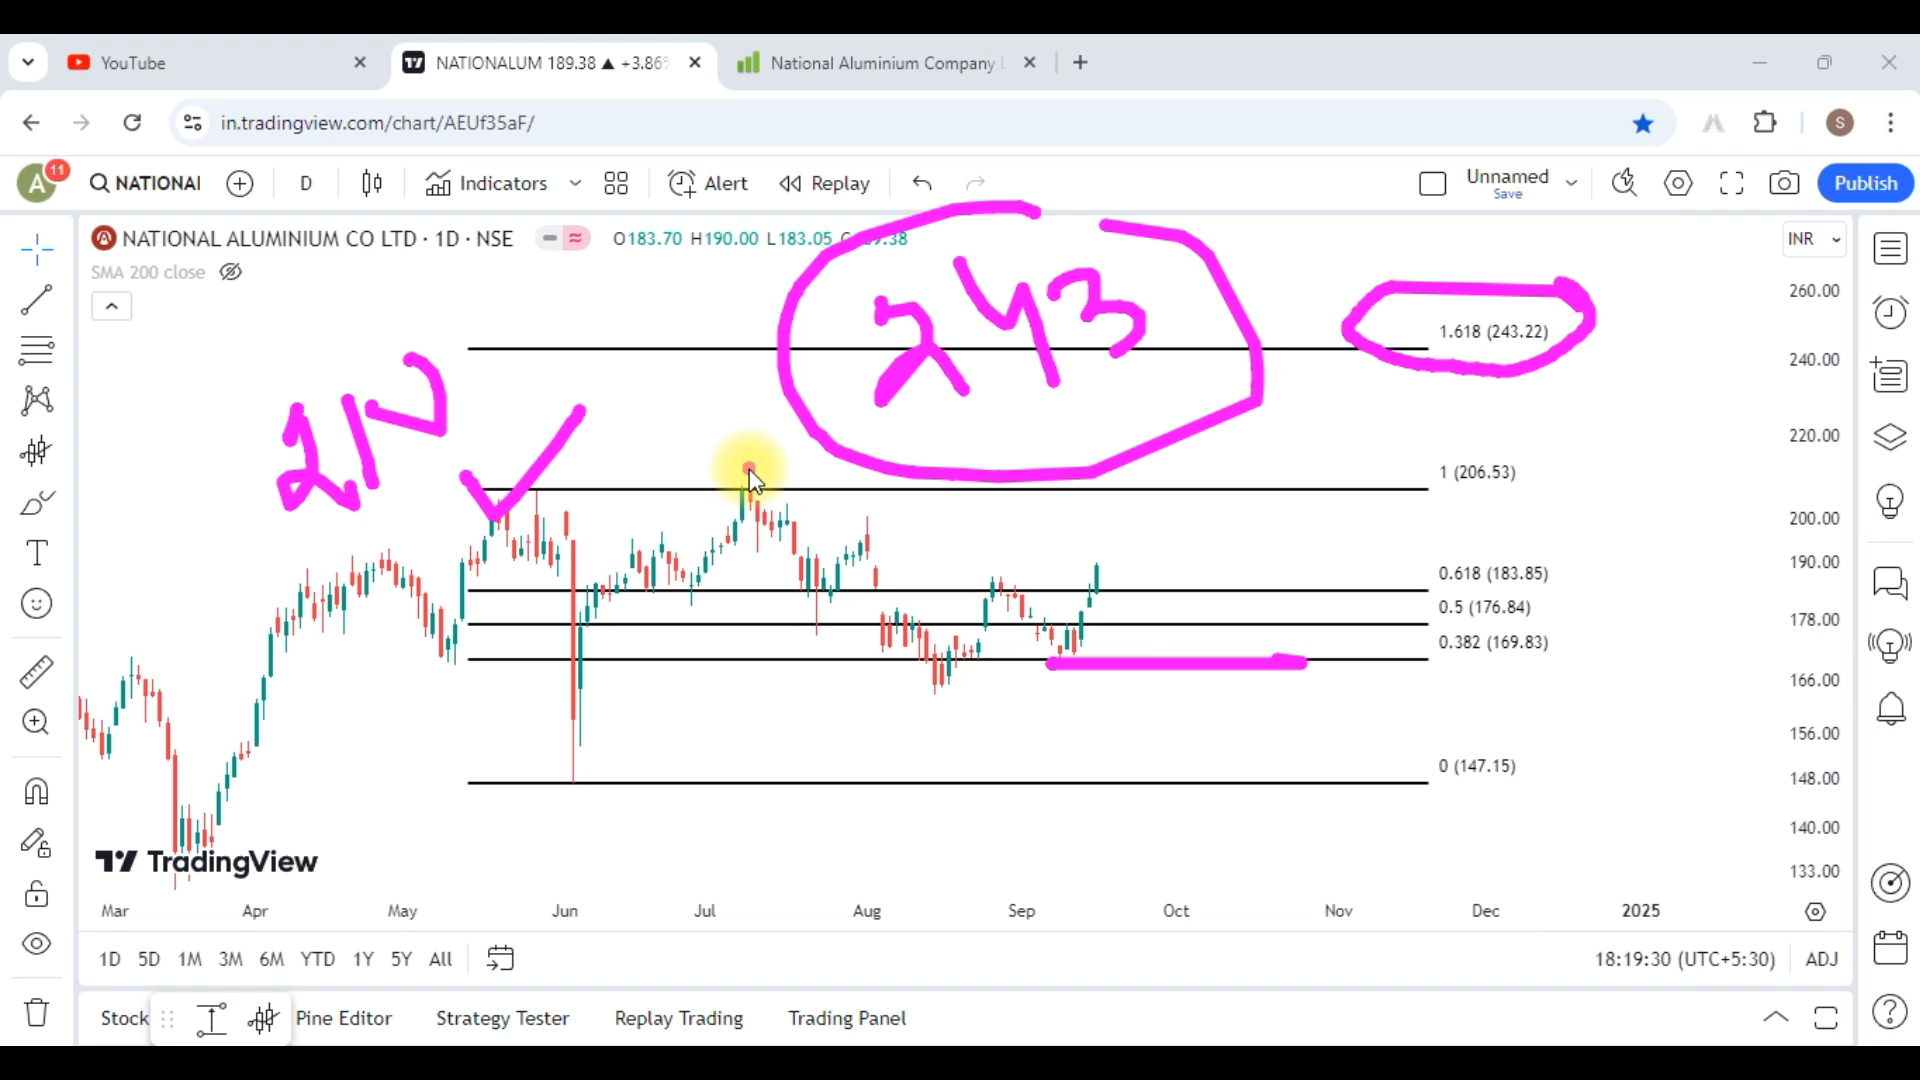 YouTube
NATIONALUM 189.38 ▲ +3.86%
National Aluminium Company
in.tradingview.com/chart/AEUf35aF/
A 11
NATIONAL
D
Indicators
Alert
Replay
Unnamed
Save
Publish
S
NATIONAL ALUMINIUM CO LTD · 1D · NSE
O183.70 H190.00 L183.05
INR
SMA 200 close
243
260.00
1.618 (243.22)
240.00
220.00
1 (206.53)
200.00
190.00
0.618 (183.85)
0.5 (176.84)
178.00
0.382 (169.83)
166.00
156.00
0 (147.15)
148.00
140.00
133.00
TradingView
Mar Apr May Jun Jul Aug Sep Oct Nov Dec 2025
1D 5D 1M 3M 6M YTD 1Y 5Y All
18:19:30 (UTC+5:30) ADJ
Stock Pine Editor Strategy Tester Replay Trading Trading Panel